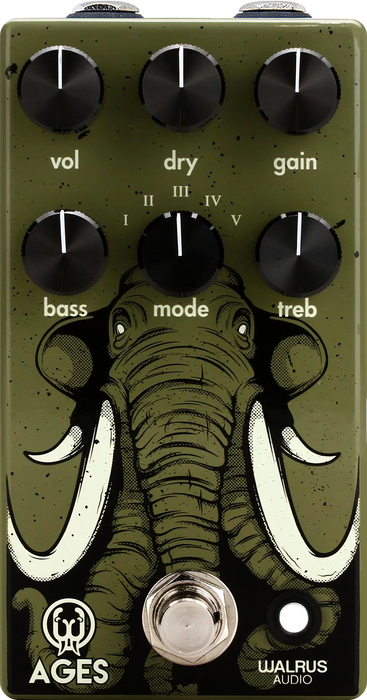 vol dry gain
III
II IV
I V
bass mode treb
AGES
WALRUS
AUDIO